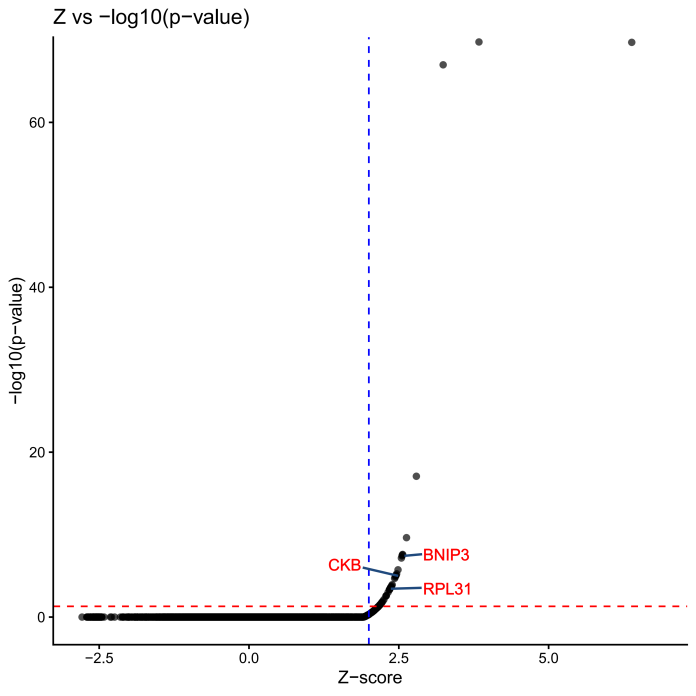 Z vs −log10(p−value)
60
40
20
0
−log10(p−value)
BNIP3
CKB
RPL31
−2.5 0.0 2.5 5.0
Z−score